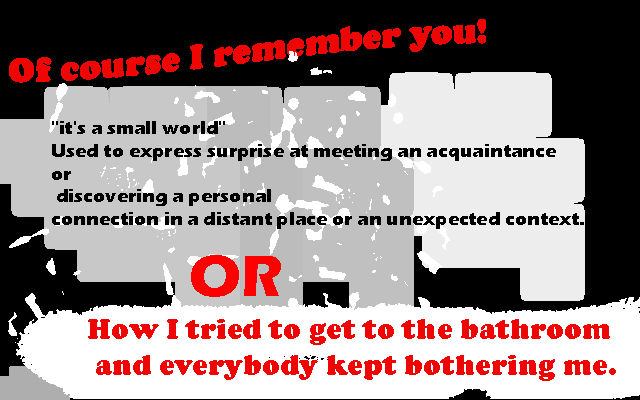 Of course I remember you!
"it's a small world"
Used to express surprise at meeting an acquaintance
or
discovering a personal
connection in a distant place or an unexpected context.
OR
How I tried to get to the bathroom
and everybody kept bothering me.